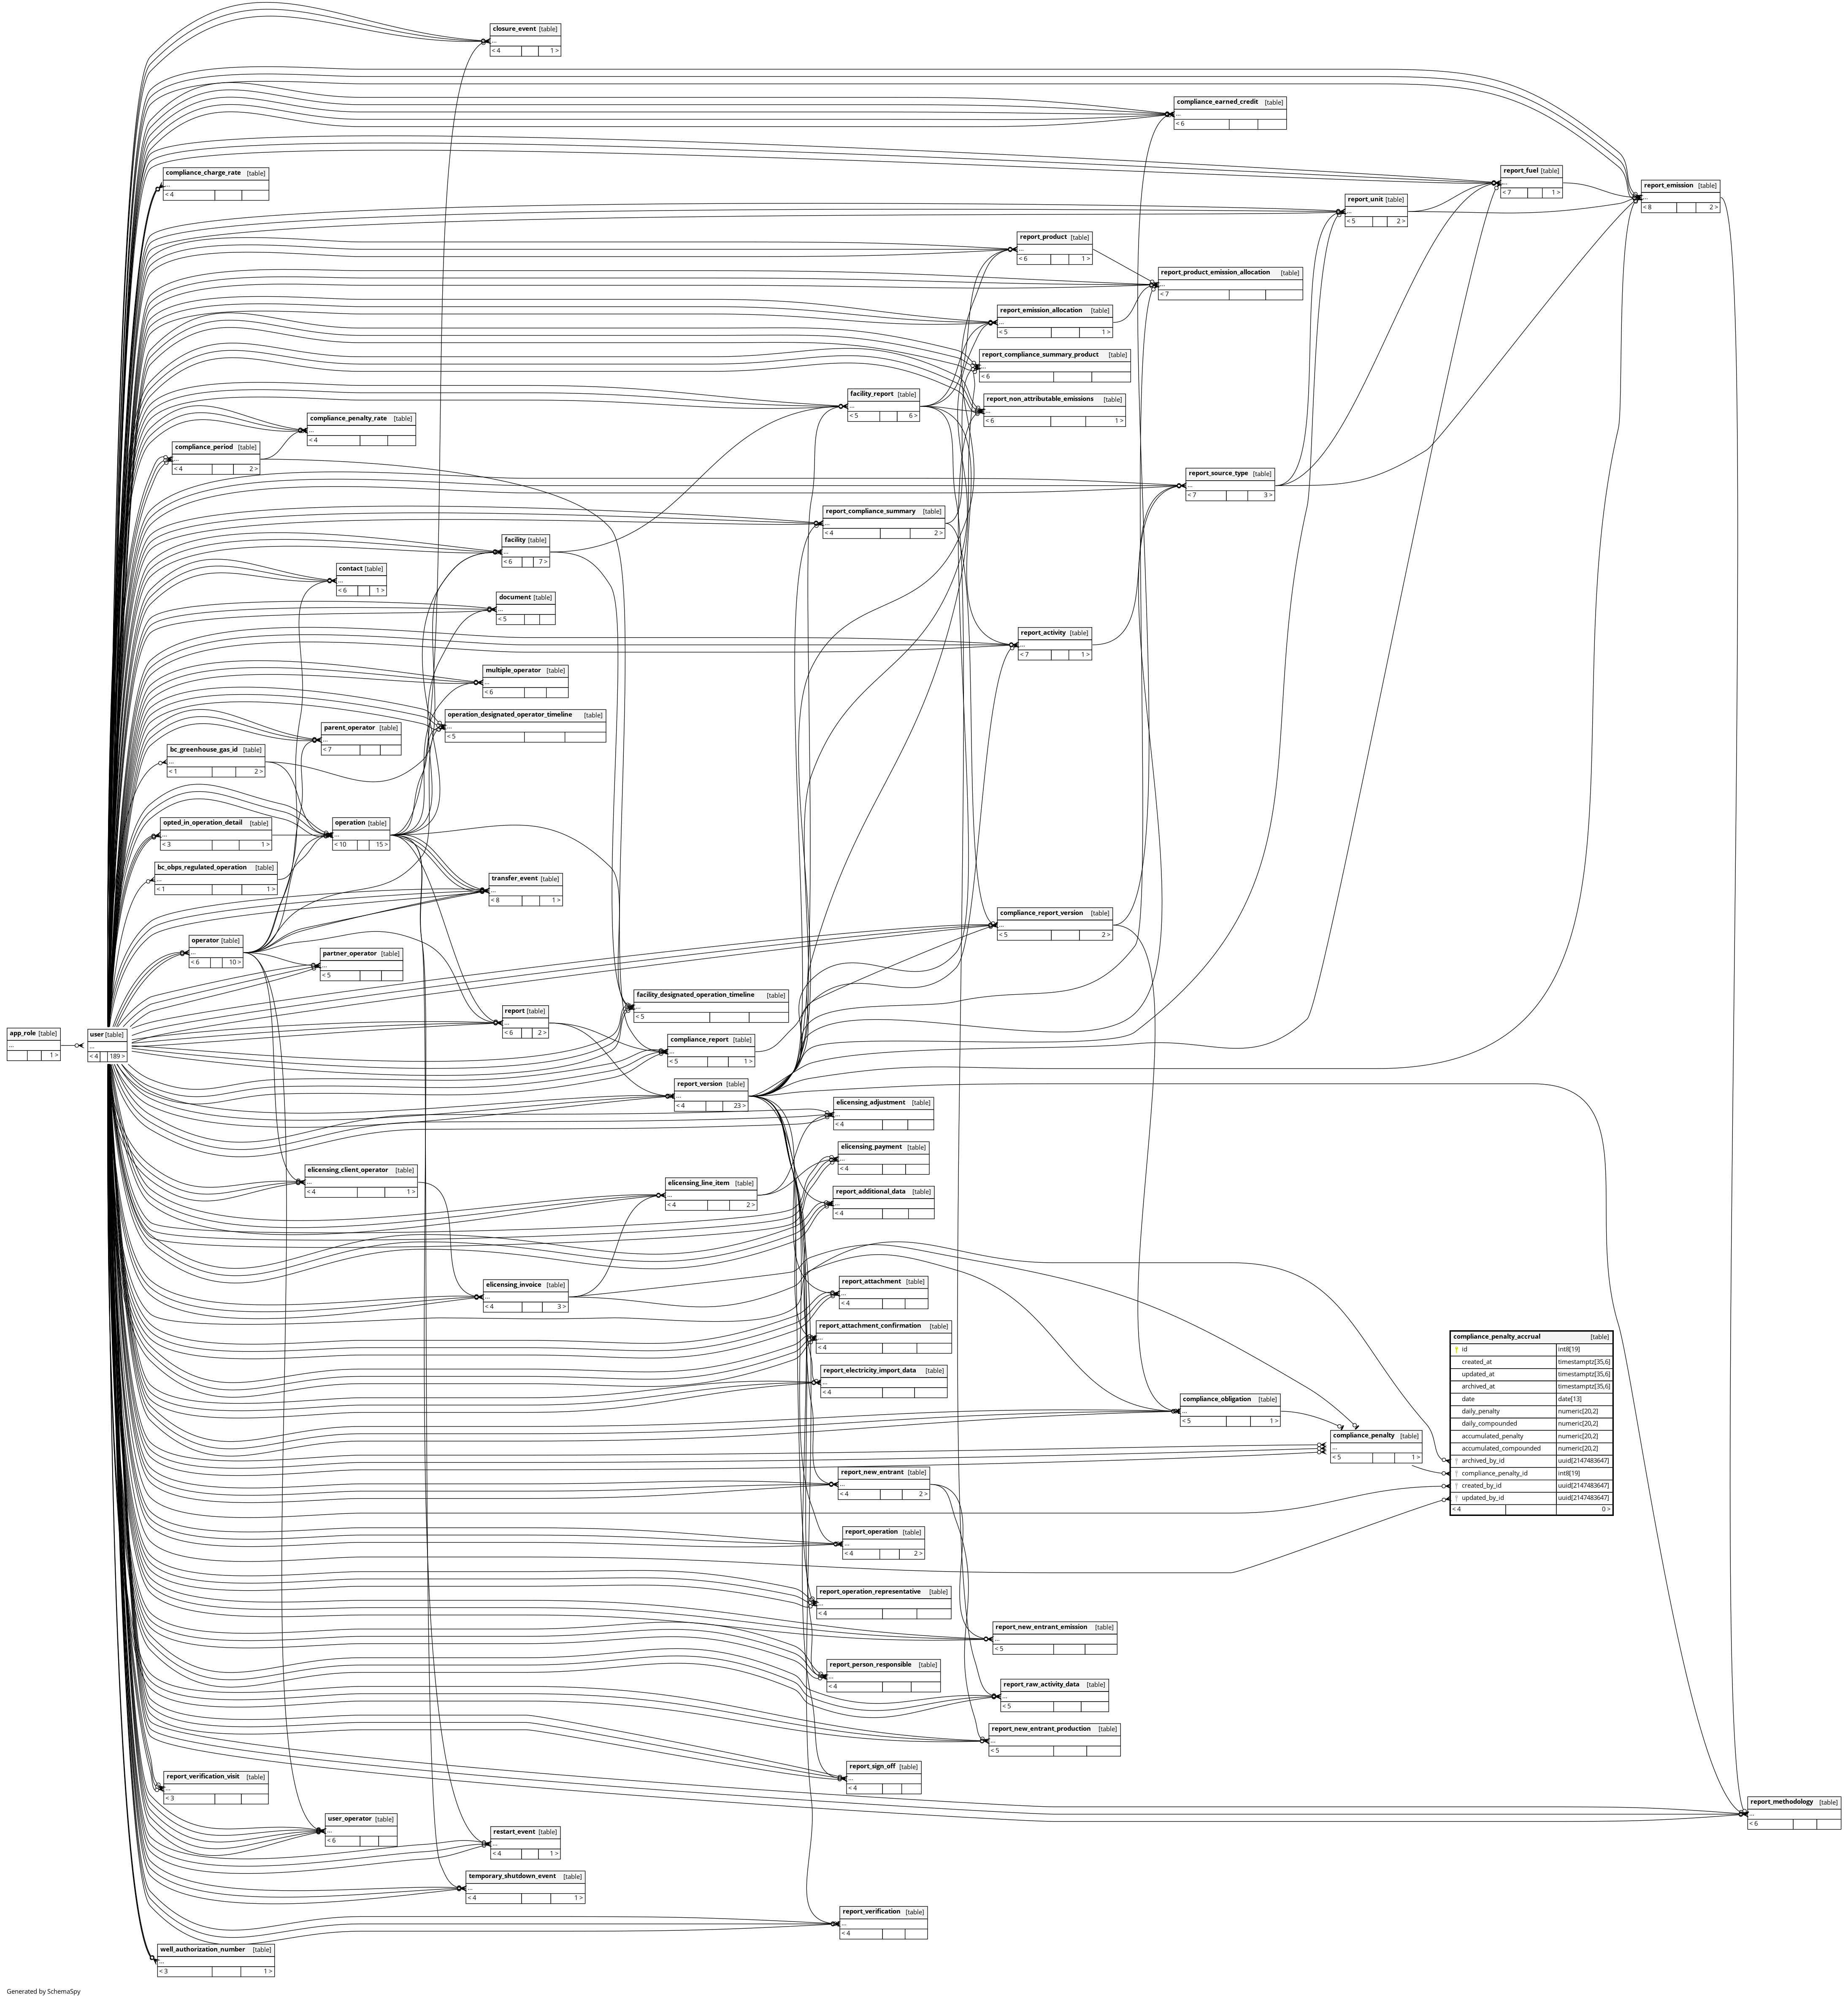 closure_event [table]
...
< 4 1 >
compliance_earned_credit [table]
...
< 6
compliance_charge_rate [table]
...
< 4
report_fuel [table]
...
< 7 1 >
report_emission [table]
...
< 8 2 >
report_unit [table]
...
< 5 2 >
report_product [table]
...
< 6 1 >
report_product_emission_allocation [table]
...
< 7
report_emission_allocation [table]
...
< 5 1 >
report_compliance_summary_product [table]
...
< 6
facility_report [table]
...
< 5 6 >
report_non_attributable_emissions [table]
...
< 6 1 >
compliance_penalty_rate [table]
...
< 4
compliance_period [table]
...
< 4 2 >
report_source_type [table]
...
< 7 3 >
report_compliance_summary [table]
...
< 4 2 >
facility [table]
...
< 6 7 >
contact [table]
...
< 6 1 >
document [table]
...
< 5
report_activity [table]
...
< 7 1 >
multiple_operator [table]
...
< 6
operation_designated_operator_timeline [table]
...
< 5
parent_operator [table]
...
< 7
bc_greenhouse_gas_id [table]
...
< 1 2 >
opted_in_operation_detail [table]
...
< 3 1 >
operation [table]
...
< 10 15 >
bc_obps_regulated_operation [table]
...
< 1 1 >
transfer_event [table]
...
< 8 1 >
compliance_report_version [table]
...
< 5 2 >
operator [table]
...
< 6 10 >
partner_operator [table]
...
< 5
facility_designated_operation_timeline [table]
...
< 5
report [table]
...
< 6 2 >
app_role [table]
...
1 >
user [table]
...
< 4 189 >
compliance_report [table]
...
< 5 1 >
report_version [table]
...
< 4 23 >
elicensing_adjustment [table]
...
< 4
elicensing_payment [table]
...
< 4
elicensing_client_operator [table]
...
< 4 1 >
elicensing_line_item [table]
...
< 4 2 >
report_additional_data [table]
...
< 4
elicensing_invoice [table]
...
< 4 3 >
report_attachment [table]
...
< 4
report_attachment_confirmation [table]
...
< 4
report_electricity_import_data [table]
...
< 4
compliance_obligation [table]
...
< 5 1 >
compliance_penalty [table]
...
< 5 1 >
compliance_penalty_accrual [table]
id int8[19]
created_at timestamptz[35,6]
updated_at timestamptz[35,6]
archived_at timestamptz[35,6]
date date[13]
daily_penalty numeric[20,2]
daily_compounded numeric[20,2]
accumulated_penalty numeric[20,2]
accumulated_compounded numeric[20,2]
archived_by_id uuid[2147483647]
compliance_penalty_id int8[19]
created_by_id uuid[2147483647]
updated_by_id uuid[2147483647]
< 4 0 >
report_new_entrant [table]
...
< 4 2 >
report_operation [table]
...
< 4 2 >
report_operation_representative [table]
...
< 4
report_new_entrant_emission [table]
...
< 5
report_person_responsible [table]
...
< 4
report_raw_activity_data [table]
...
< 5
report_new_entrant_production [table]
...
< 5
report_sign_off [table]
...
< 4
report_verification_visit [table]
...
< 3
report_methodology [table]
...
< 6
user_operator [table]
...
< 6
restart_event [table]
...
< 4 1 >
temporary_shutdown_event [table]
...
< 4 1 >
report_verification [table]
...
< 4
well_authorization_number [table]
...
< 3 1 >
Generated by SchemaSpy